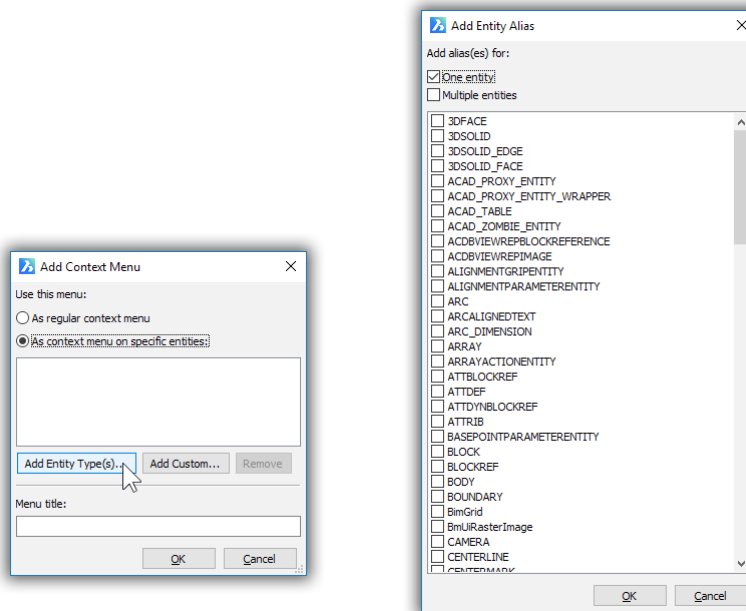 Add Context Menu
Use this menu:
As regular context menu
As context menu on specific entities:
Add Entity Type(s)... Add Custom... Remove
Menu title:
OK Cancel
Add Entity Alias
Add alias(es) for:
One entity
Multiple entities
3DFACE
3DSOLID
3DSOLID_EDGE
3DSOLID_FACE
ACAD_PROXY_ENTITY
ACAD_PROXY_ENTITY_WRAPPER
ACAD_TABLE
ACAD_ZOMBIE_ENTITY
ACDBVIEWREPBLOCKREFERENCE
ACDBVIEWREPIMAGE
ALIGNMENTGRIPENTITY
ALIGNMENTPARAMETERENTITY
ARC
ARCALIGNEDTEXT
ARC_DIMENSION
ARRAY
ARRAYACTIONENTITY
ATTBLOCKREF
ATTDEF
ATTDYNBLOCKREF
ATTRIB
BASEPOINTPARAMETERENTITY
BLOCK
BLOCKREF
BODY
BOUNDARY
BimGrid
BmUiRasterImage
CAMERA
CENTERLINE
CENTERMARK
OK Cancel